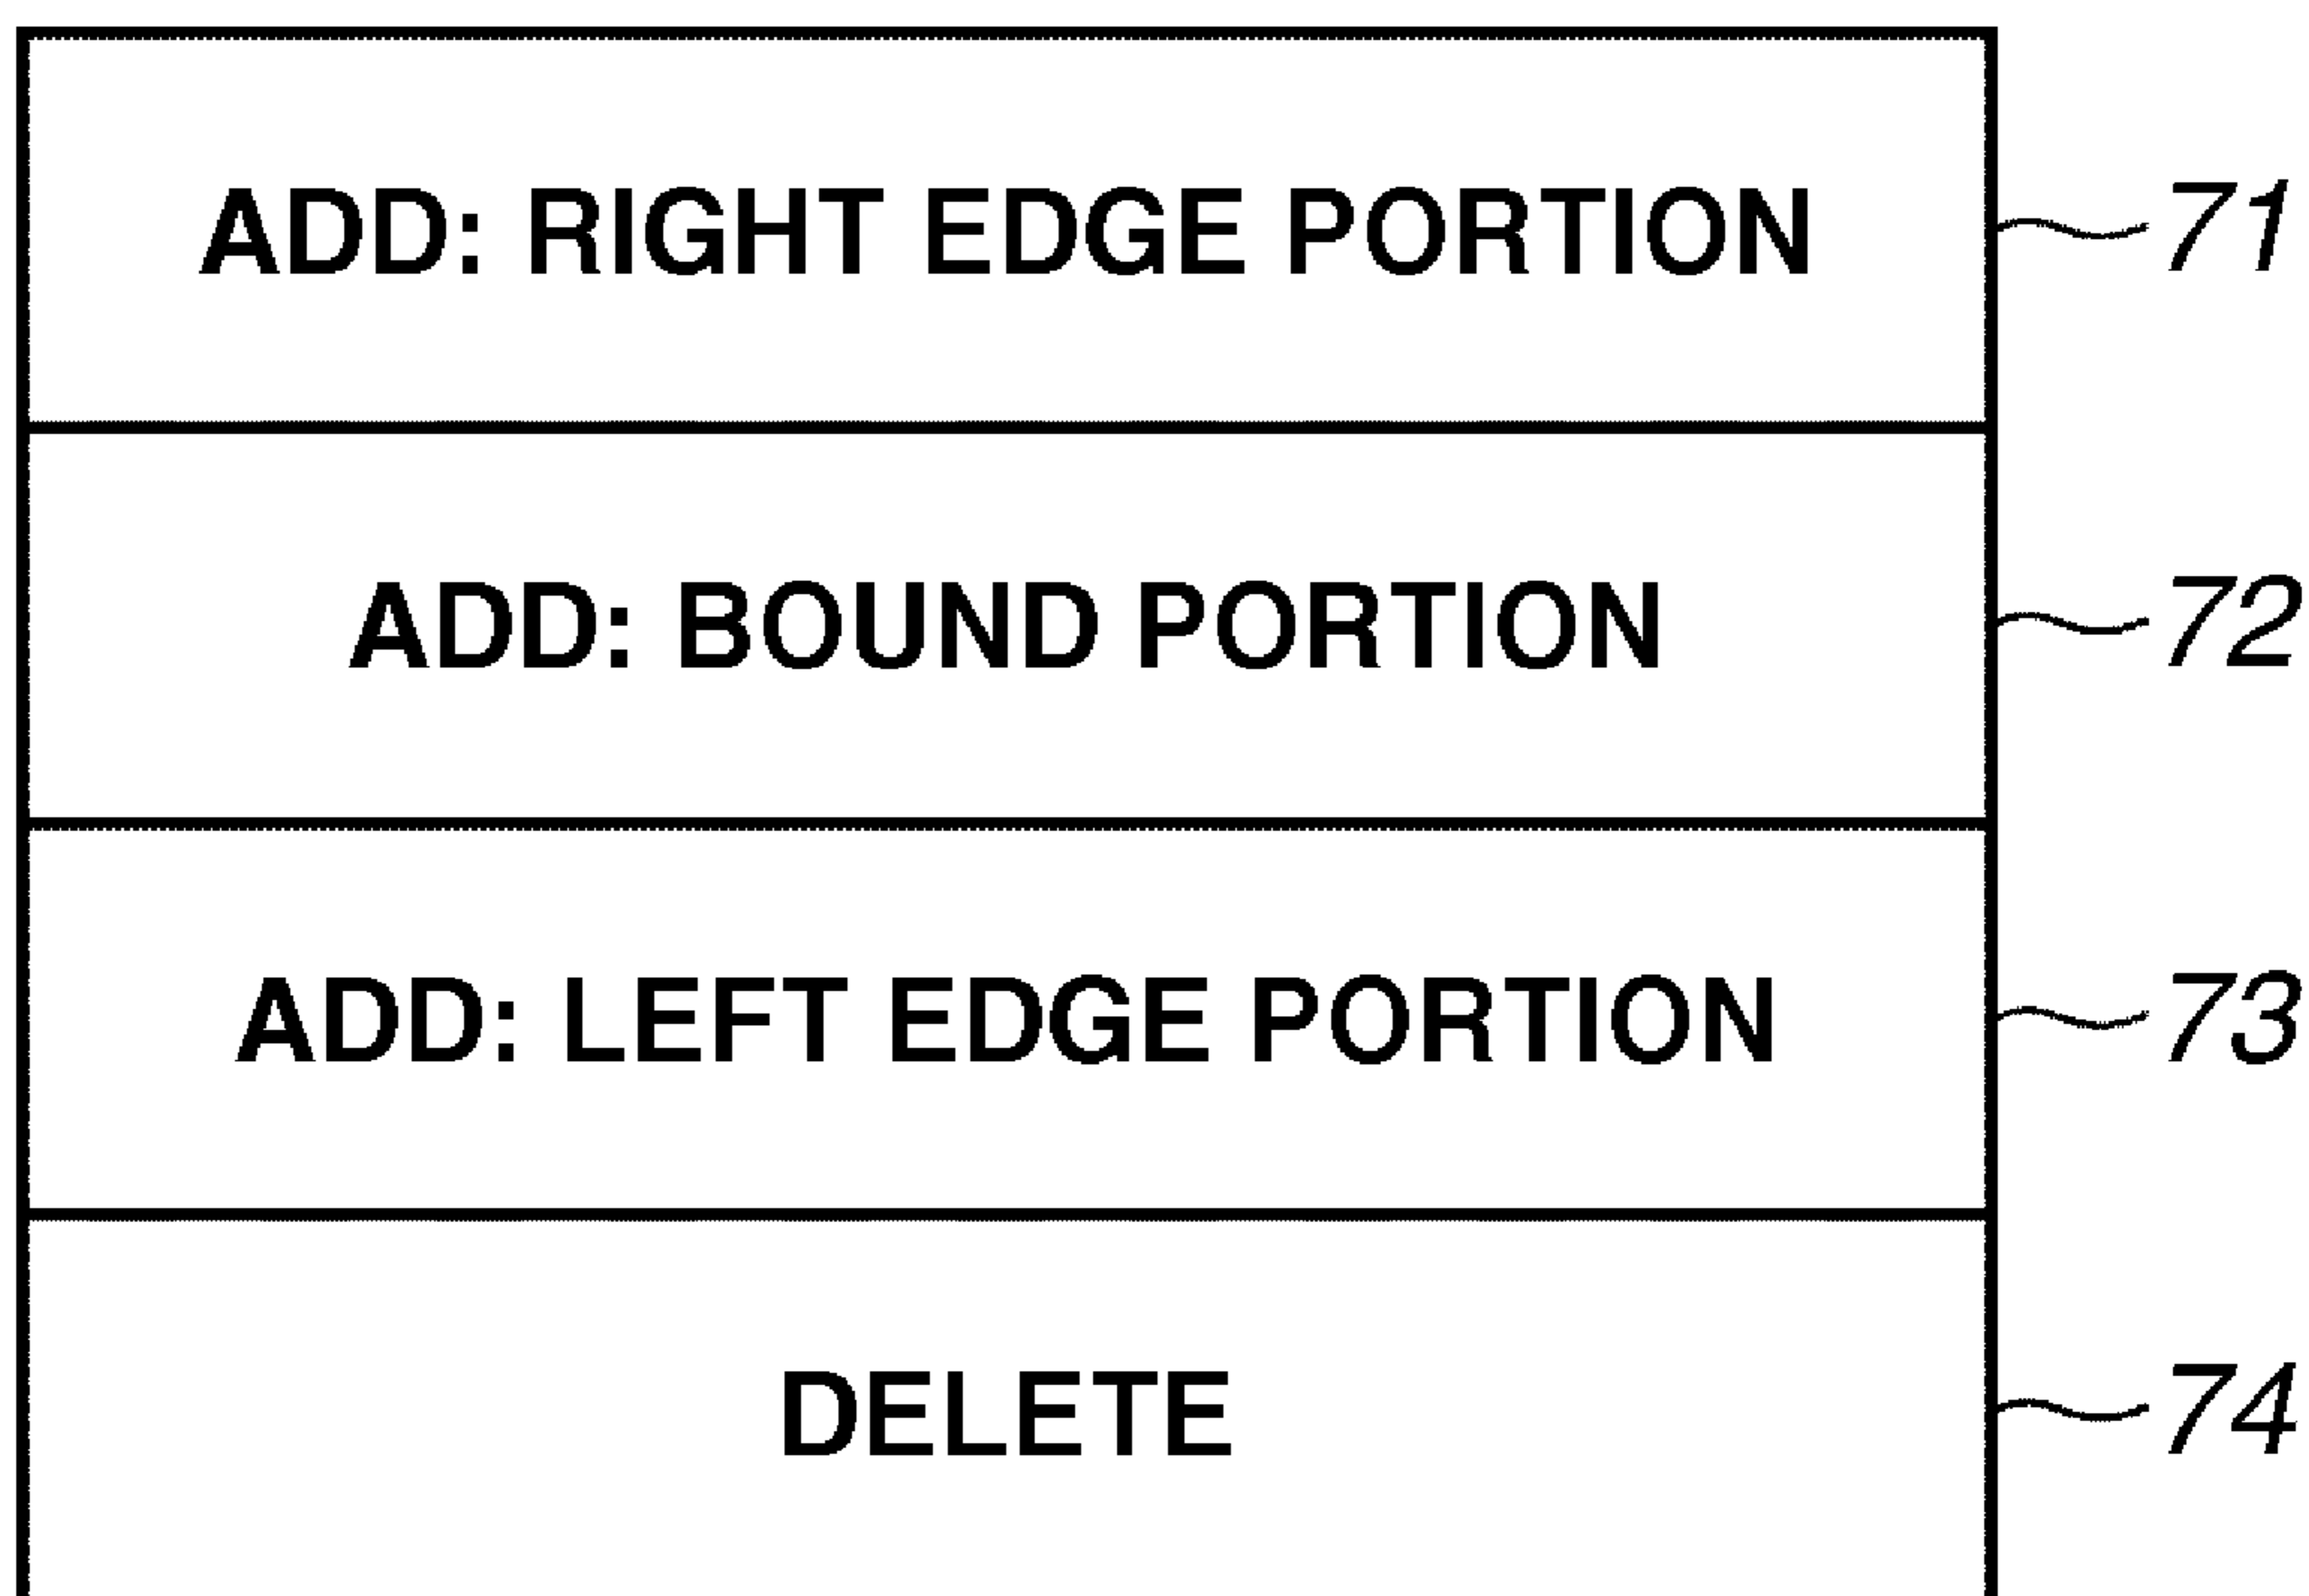 ADD: RIGHT EDGE PORTION 71
ADD: BOUND PORTION 72
ADD: LEFT EDGE PORTION 73
DELETE 74